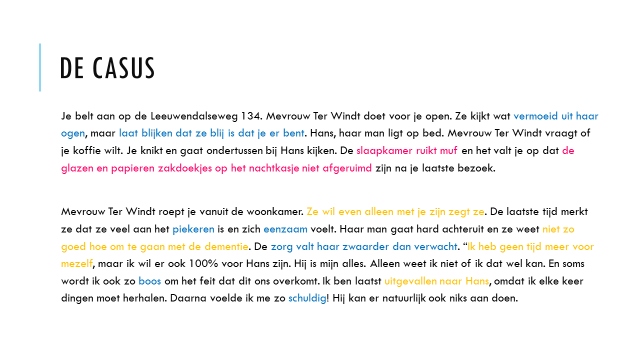 DE CASUS
Je belt aan op de Leeuwendalseweg 134. Mevrouw Ter Windt doet voor je open. Ze kijkt wat vermoeid uit haar
ogen, maar laat blijken dat ze blij is dat je er bent. Hans, haar man ligt op bed. Mevrouw Ter Windt vraagt of
je koffie wilt. Je knikt en gaat ondertussen bij Hans kijken. De slaapkamer ruikt muf en het valt je op dat de
glazen en papieren zakdoekjes op het nachtkasje niet afgeruimd zijn na je laatste bezoek.
Mevrouw Ter Windt roept je vanuit de woonkamer. Ze wil even alleen met je zijn zegt ze. De laatste tijd merkt
ze dat ze veel aan het piekeren is en zich eenzaam voelt. Haar man gaat hard achteruit en ze weet niet zo
goed hoe om te gaan met de dementie. De zorg valt haar zwaarder dan verwacht. “Ik heb geen tijd meer voor
mezelf, maar ik wil er ook 100% voor Hans zijn. Hij is mijn alles. Alleen weet ik niet of ik dat wel kan. En soms
wordt ik ook zo boos om het feit dat dit ons overkomt. Ik ben laatst uitgevallen naar Hans, omdat ik elke keer
dingen moet herhalen. Daarna voelde ik me zo schuldig! Hij kan er natuurlijk ook niks aan doen.